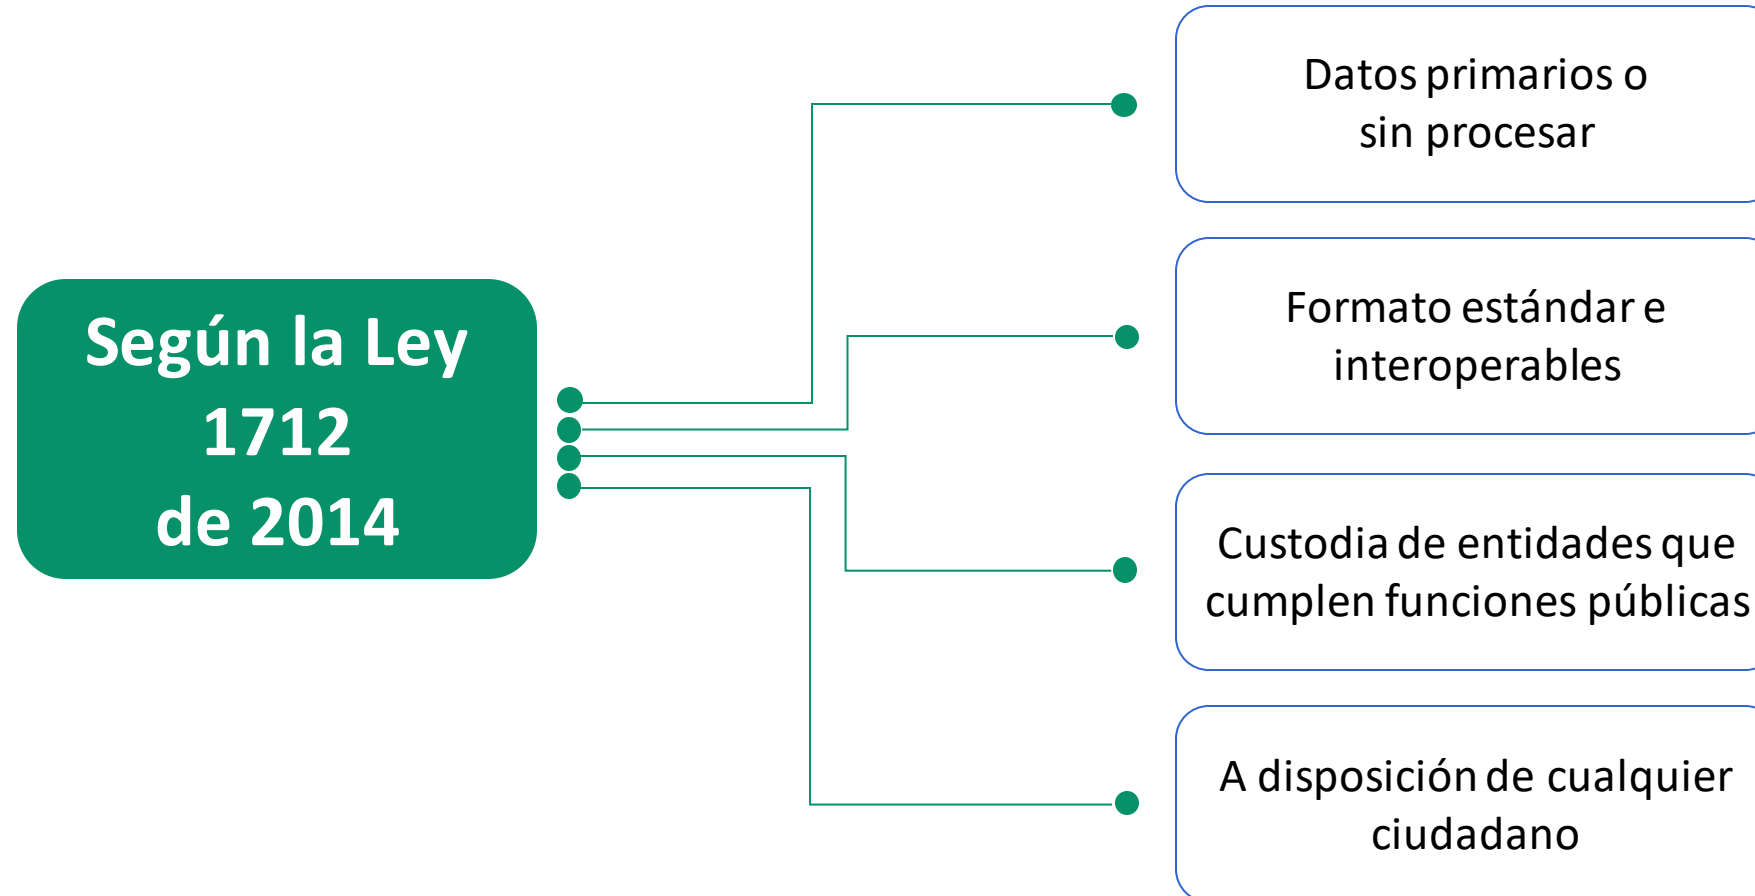 Según la Ley
1712
de 2014
Datos primarios o
sin procesar
Formato estándar e
interoperables
Custodia de entidades que
cumplen funciones públicas
A disposición de cualquier
ciudadano